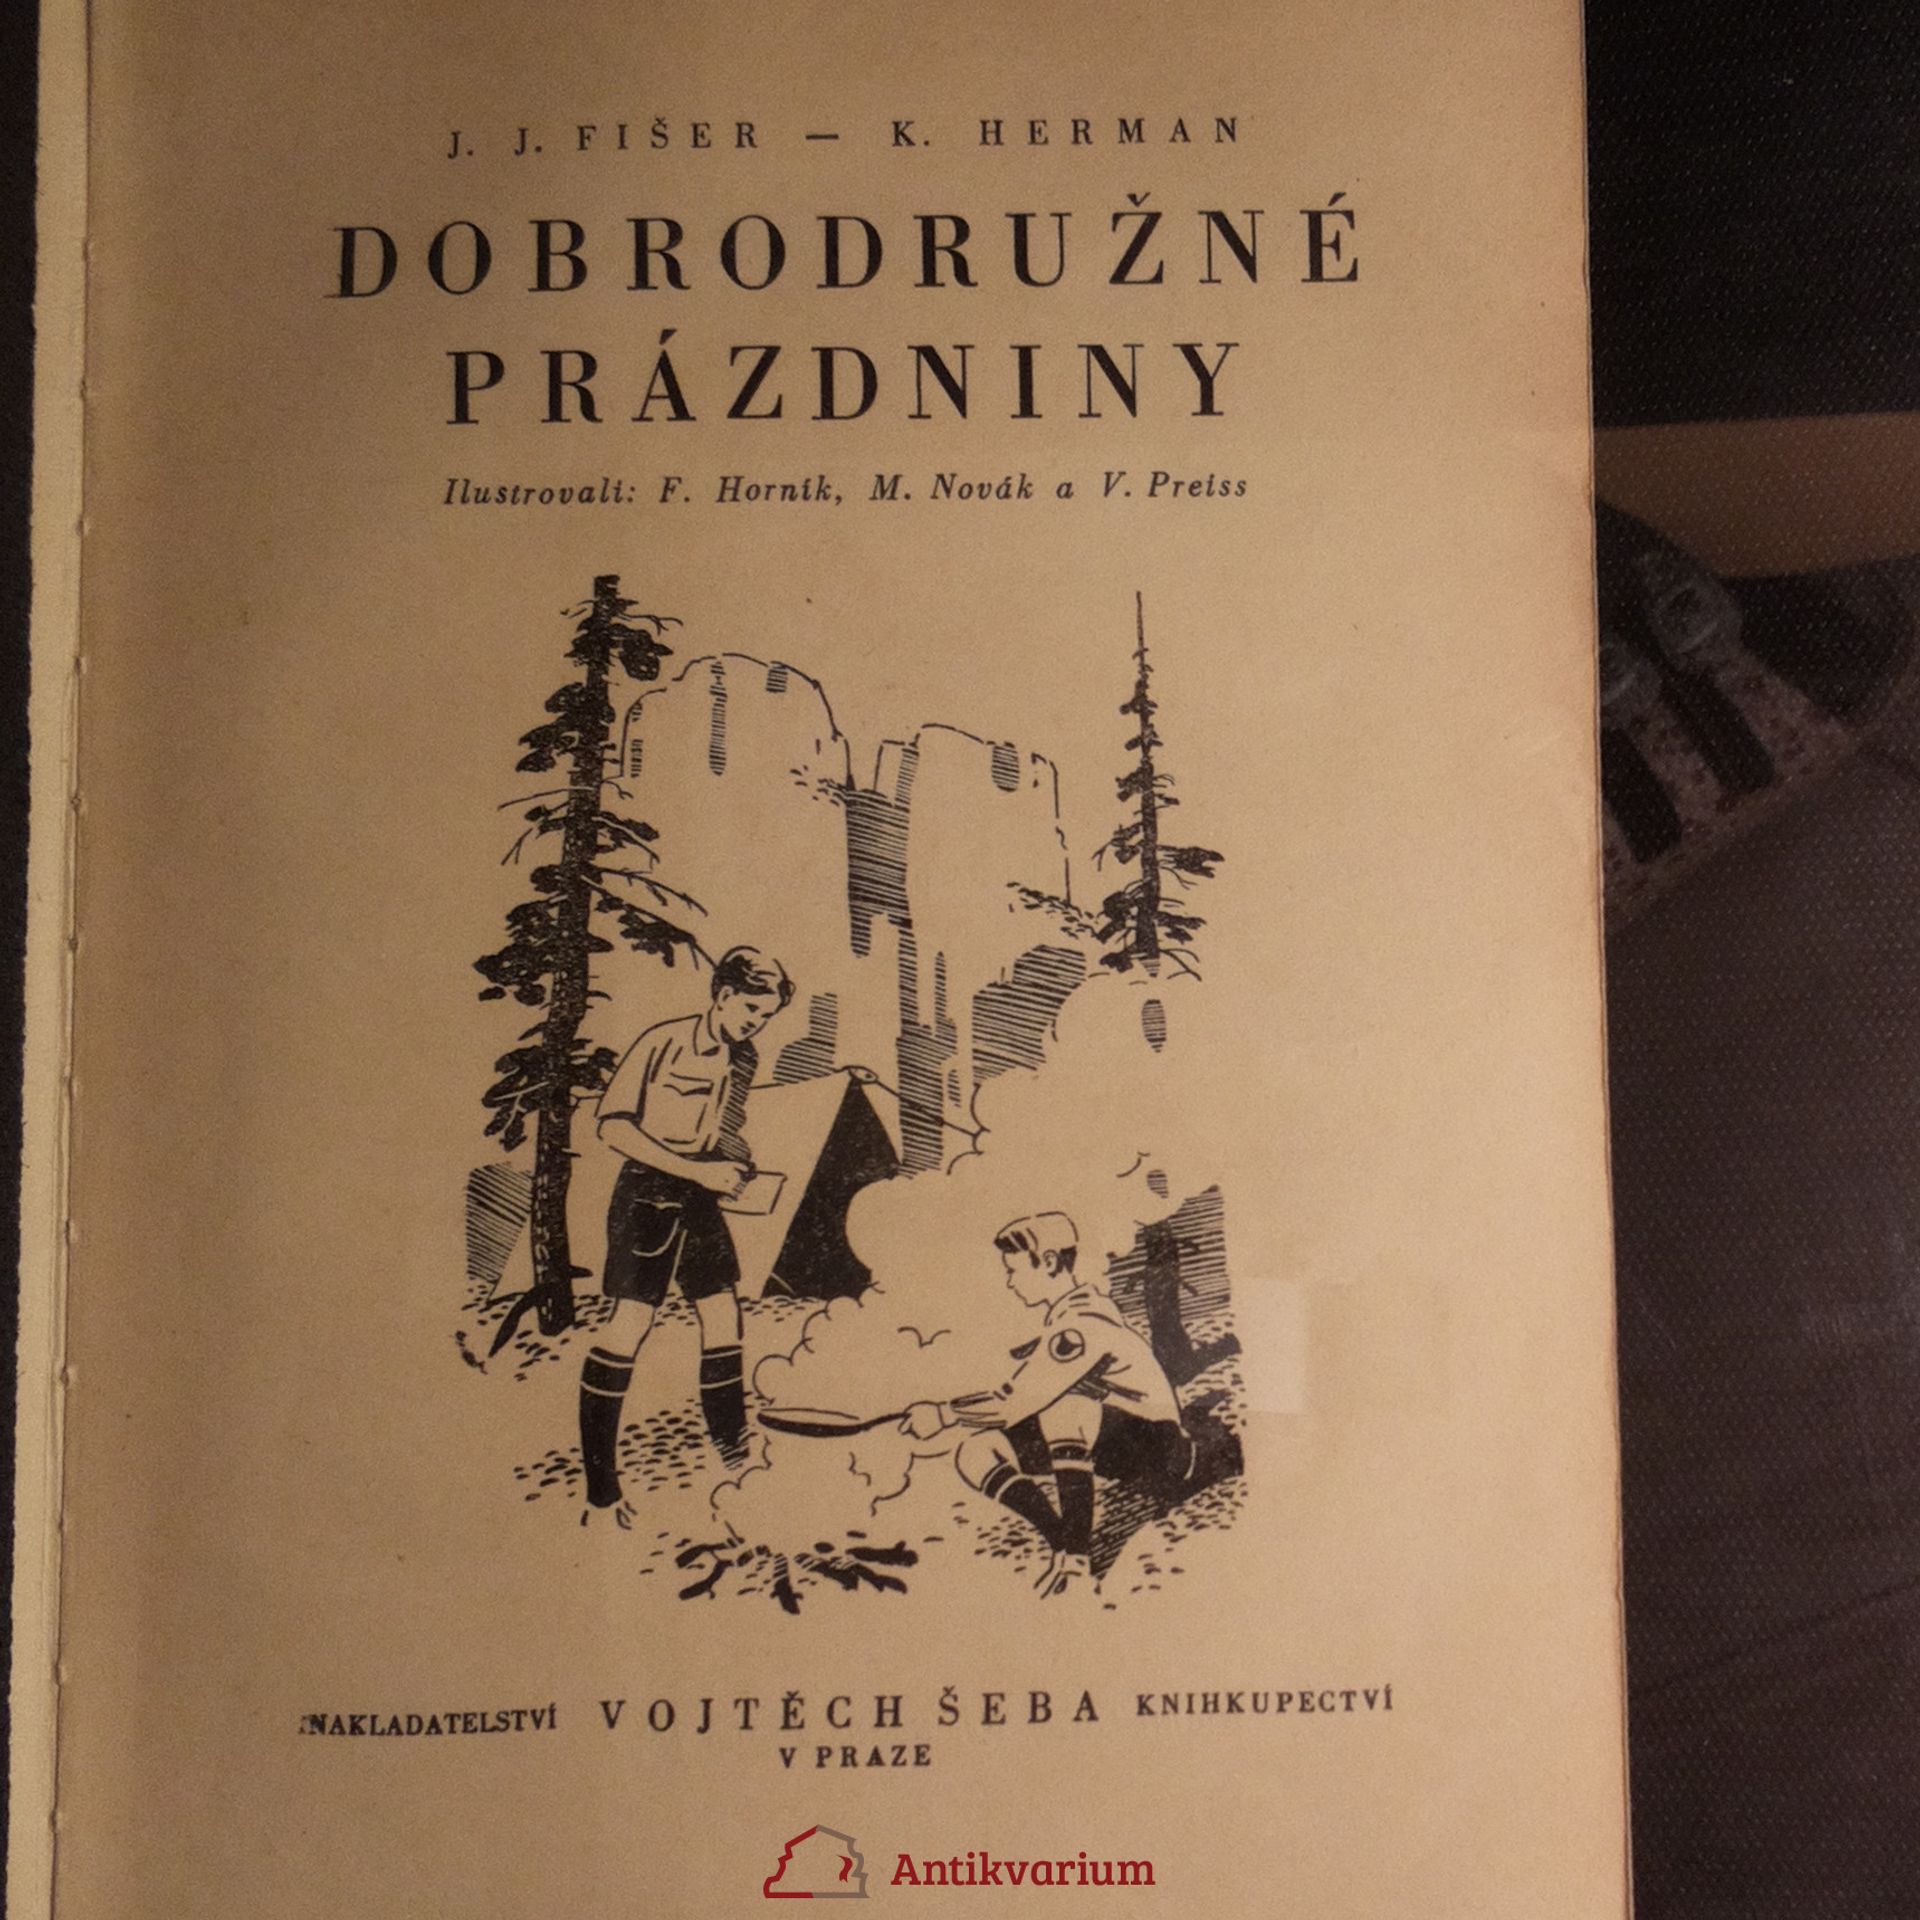 J. J. FIŠER — K. HERMAN
DOBRODRUŽNÉ
PRÁZDNINY
Ilustrovali: F. Horník, M. Novák a V. Preiss
NAKLADATELSTVÍ VOJTĚCH ŠEBA KNIHKUPECTVÍ
V PRAZE
Antikvarium